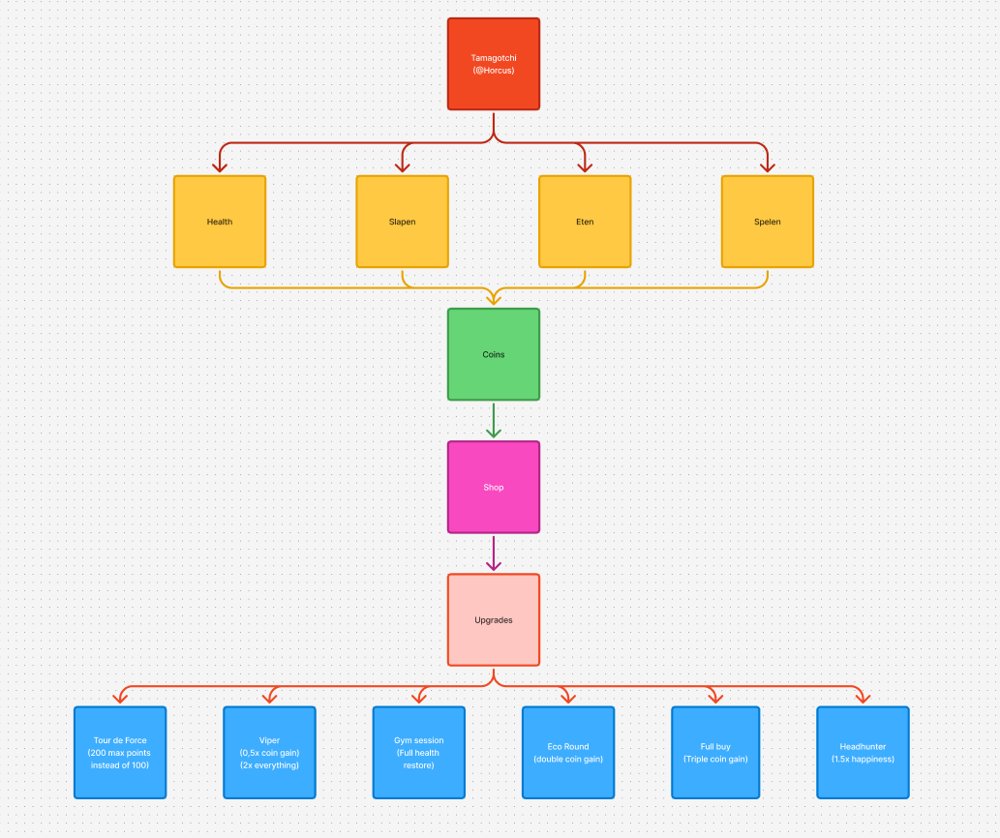 Tamagotchi
(@Horcus)
Health
Slapen
Eten
Spelen
Coins
Shop
Upgrades
Tour de Force
(200 max points
instead of 100)
Viper
(0,5x coin gain)
(2x everything)
Gym session
(Full health
restore)
Eco Round
(double coin gain)
Full buy
(Triple coin gain)
Headhunter
(1.5x happiness)